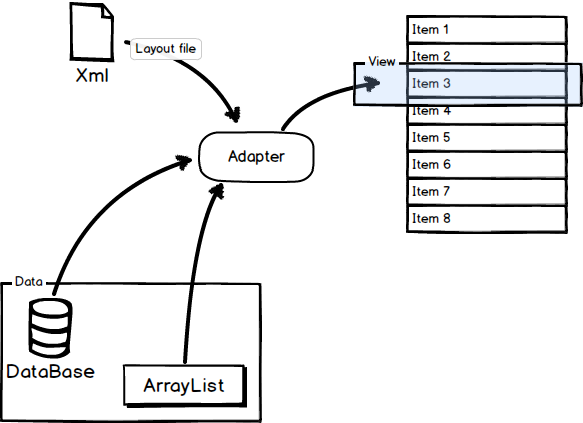 Layout file
Xml
Adapter
View
Item 1
Item 2
Item 3
Item 4
Item 5
Item 6
Item 7
Item 8
Data
DataBase
ArrayList